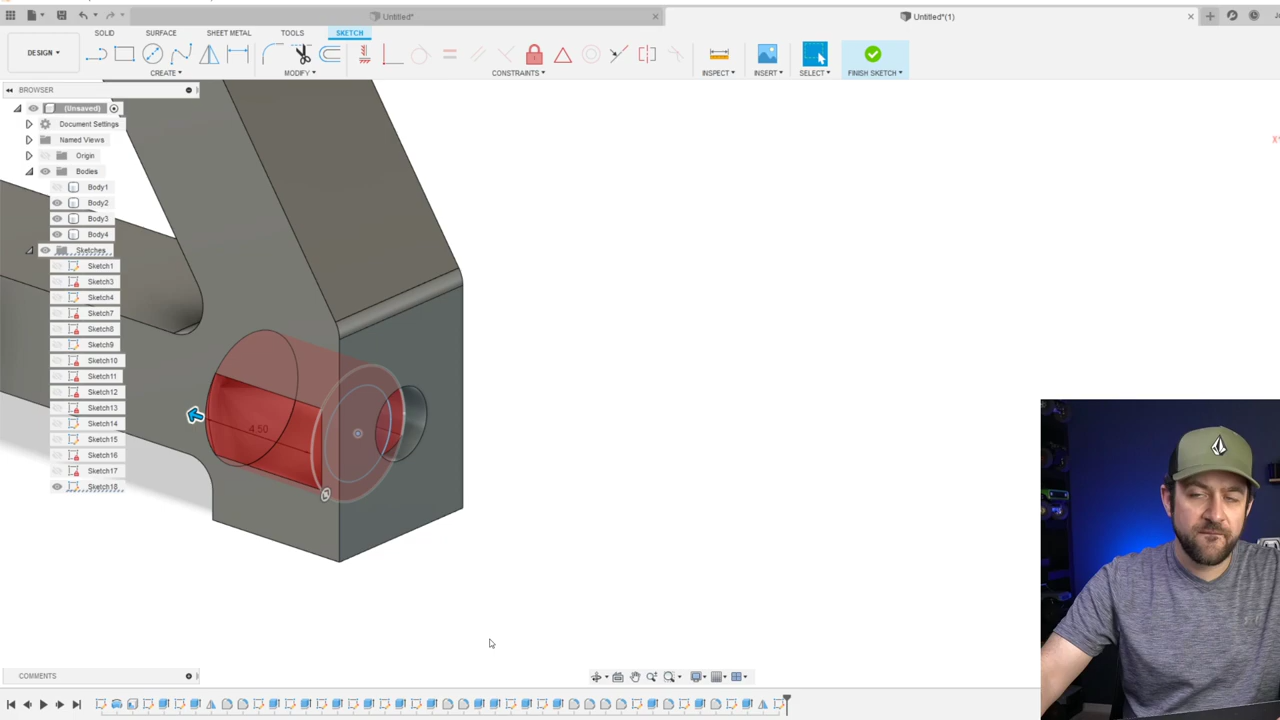 Untitled*
Untitled*(1)
SOLID SURFACE SHEET METAL TOOLS SKETCH
DESIGN
CREATE MODIFY CONSTRAINTS INSPECT INSERT SELECT FINISH SKETCH
BROWSER
(Unsaved)
Document Settings
Named Views
Origin
Bodies
Body1
Body2
Body3
Body4
Sketches
Sketch1
Sketch3
Sketch4
Sketch7
Sketch8
Sketch9
Sketch10
Sketch11
Sketch12
Sketch13
Sketch14
Sketch15
Sketch16
Sketch17
Sketch18
4.50
COMMENTS